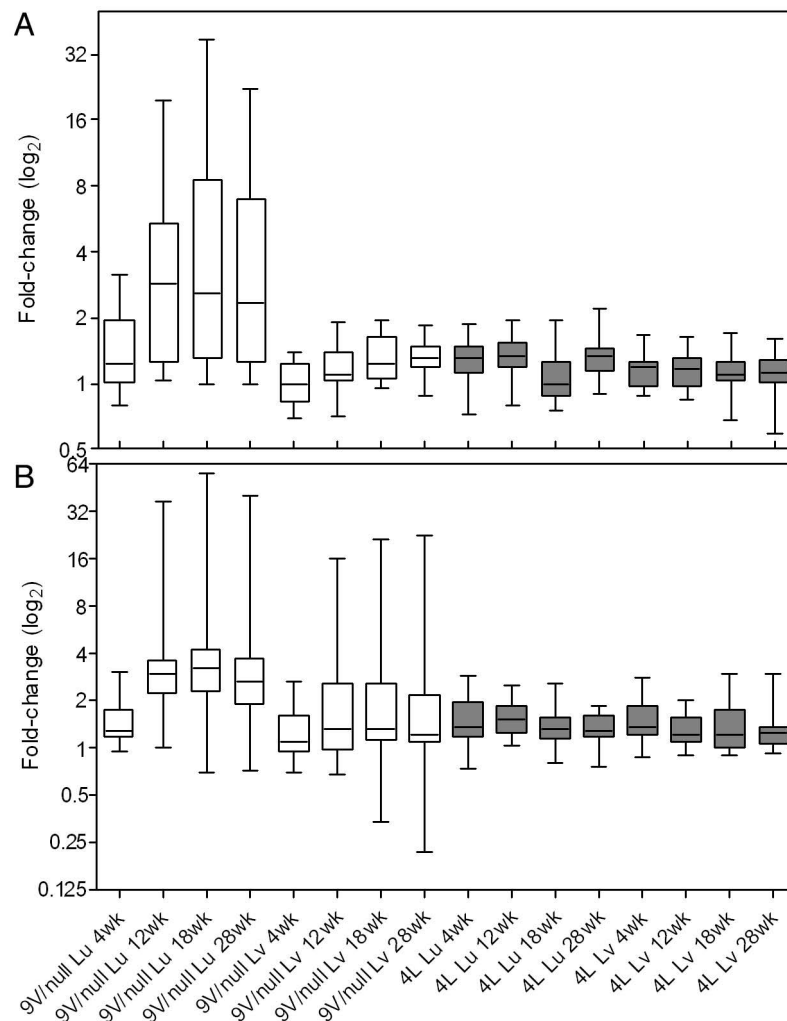 A
32
16
8
4
2
1
0.5
Fold-change (log2)
B
64
32
16
8
4
2
1
0.5
0.25
0.125
Fold-change (log2)
9V/null Lu 4wk
9V/null Lu 12wk
9V/null Lu 18wk
9V/null Lu 28wk
9V/null Lv 4wk
9V/null Lv 12wk
9V/null Lv 18wk
9V/null Lv 28wk
4L Lu 4wk
4L Lu 12wk
4L Lu 18wk
4L Lu 28wk
4L Lv 4wk
4L Lv 12wk
4L Lv 18wk
4L Lv 28wk